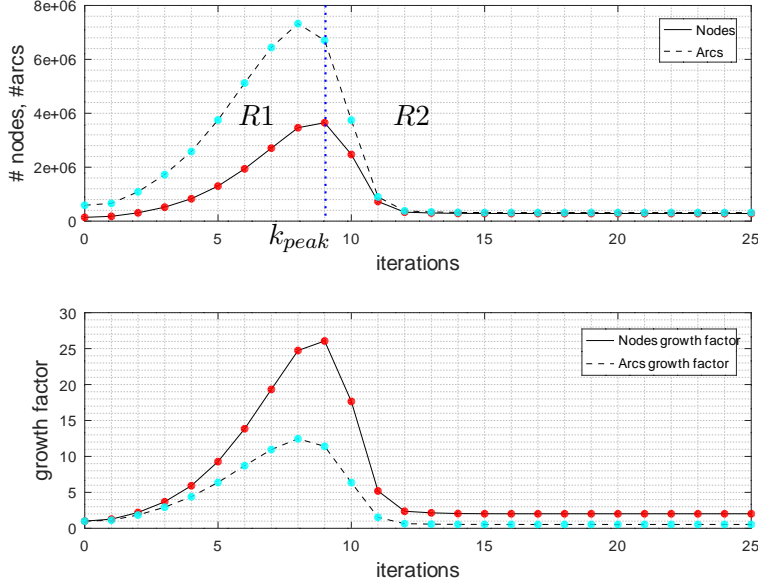 8e+06
6e+06
4e+06
2e+06
0
# nodes, #arcs
Nodes
Arcs
R1
R2
0 5 10 15 20 25
k_{peak}
iterations
30
25
20
15
10
5
0
growth factor
Nodes growth factor
Arcs growth factor
0 5 10 15 20 25
iterations